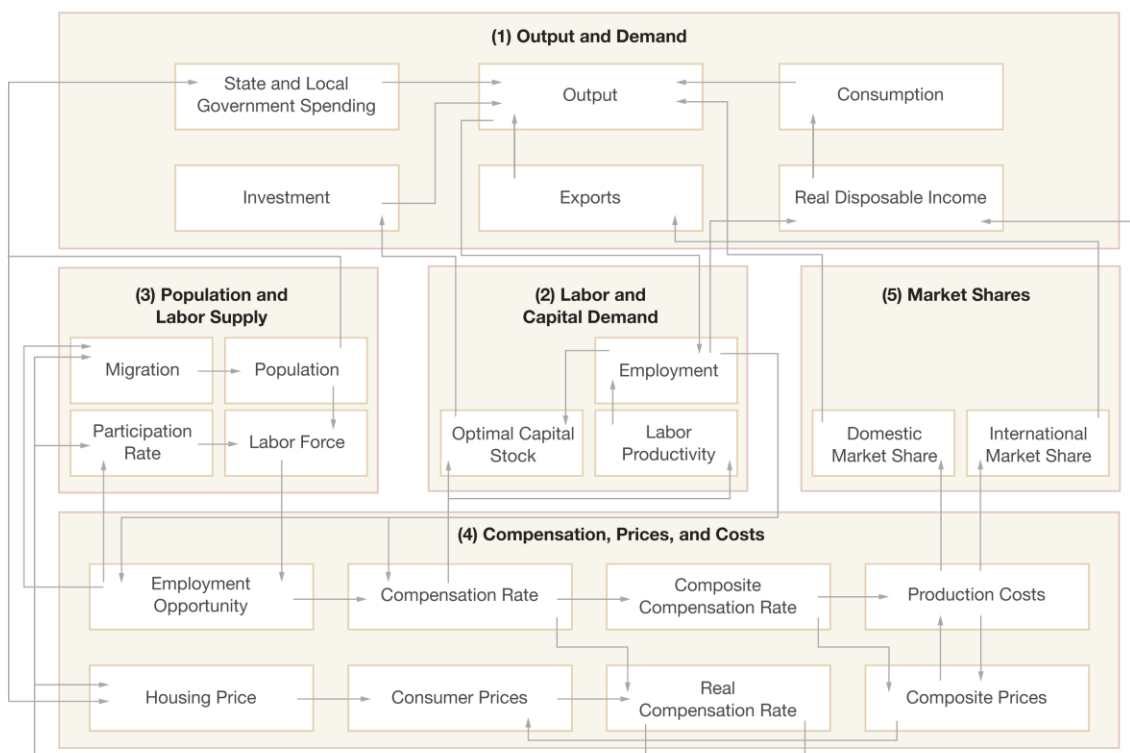 (1) Output and Demand
State and Local
Government Spending
Output
Consumption
Investment
Exports
Real Disposable Income
(3) Population and
Labor Supply
Migration
Population
Participation
Rate
Labor Force
(2) Labor and
Capital Demand
Employment
Optimal Capital
Stock
Labor
Productivity
(5) Market Shares
Domestic
Market Share
International
Market Share
(4) Compensation, Prices, and Costs
Employment
Opportunity
Compensation Rate
Composite
Compensation Rate
Production Costs
Housing Price
Consumer Prices
Real
Compensation Rate
Composite Prices